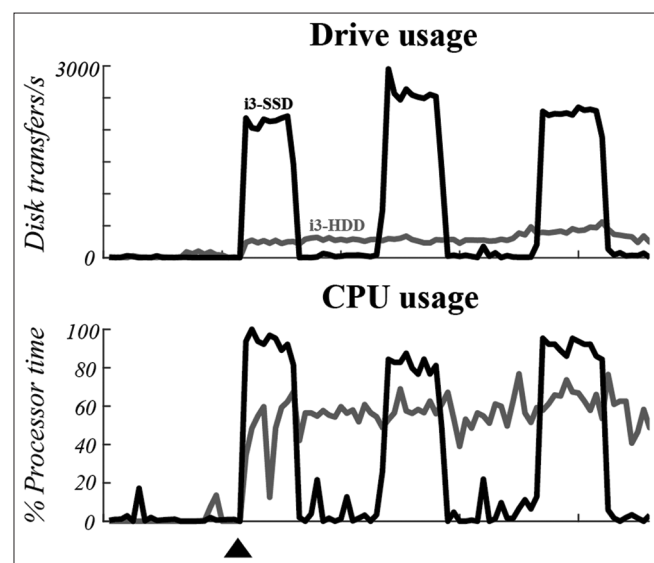 Drive usage
Disk transfers/s
3000
i3-SSD
i3-HDD
0
CPU usage
% Processor time
100
80
60
40
20
0